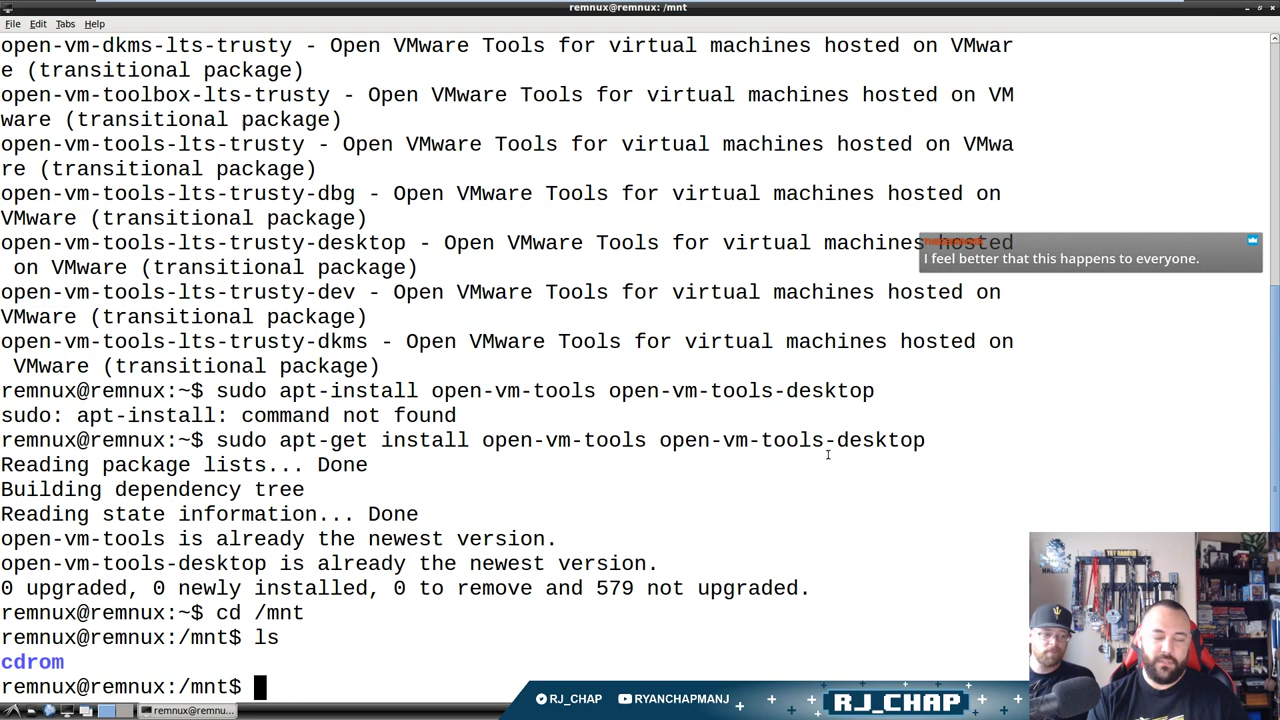 remnux@remnux: /mnt
File Edit Tabs Help
open-vm-dkms-lts-trusty - Open VMware Tools for virtual machines hosted on VMwar
e (transitional package)
open-vm-toolbox-lts-trusty - Open VMware Tools for virtual machines hosted on VM
ware (transitional package)
open-vm-tools-lts-trusty - Open VMware Tools for virtual machines hosted on VMwa
re (transitional package)
open-vm-tools-lts-trusty-dbg - Open VMware Tools for virtual machines hosted on
VMware (transitional package)
open-vm-tools-lts-trusty-desktop - Open VMware Tools for virtual machines hosted
on VMware (transitional package)
I feel better that this happens to everyone.
open-vm-tools-lts-trusty-dev - Open VMware Tools for virtual machines hosted on
VMware (transitional package)
open-vm-tools-lts-trusty-dkms - Open VMware Tools for virtual machines hosted on
VMware (transitional package)
remnux@remnux:~$ sudo apt-install open-vm-tools open-vm-tools-desktop
sudo: apt-install: command not found
remnux@remnux:~$ sudo apt-get install open-vm-tools open-vm-tools-desktop
Reading package lists... Done
Building dependency tree
Reading state information... Done
open-vm-tools is already the newest version.
open-vm-tools-desktop is already the newest version.
0 upgraded, 0 newly installed, 0 to remove and 579 not upgraded.
remnux@remnux:~$ cd /mnt
remnux@remnux:/mnt$ ls
cdrom
remnux@remnux:/mnt$
RJ_CHAP RYANCHAPMANJ RJ_CHAP
remnux@remnu...